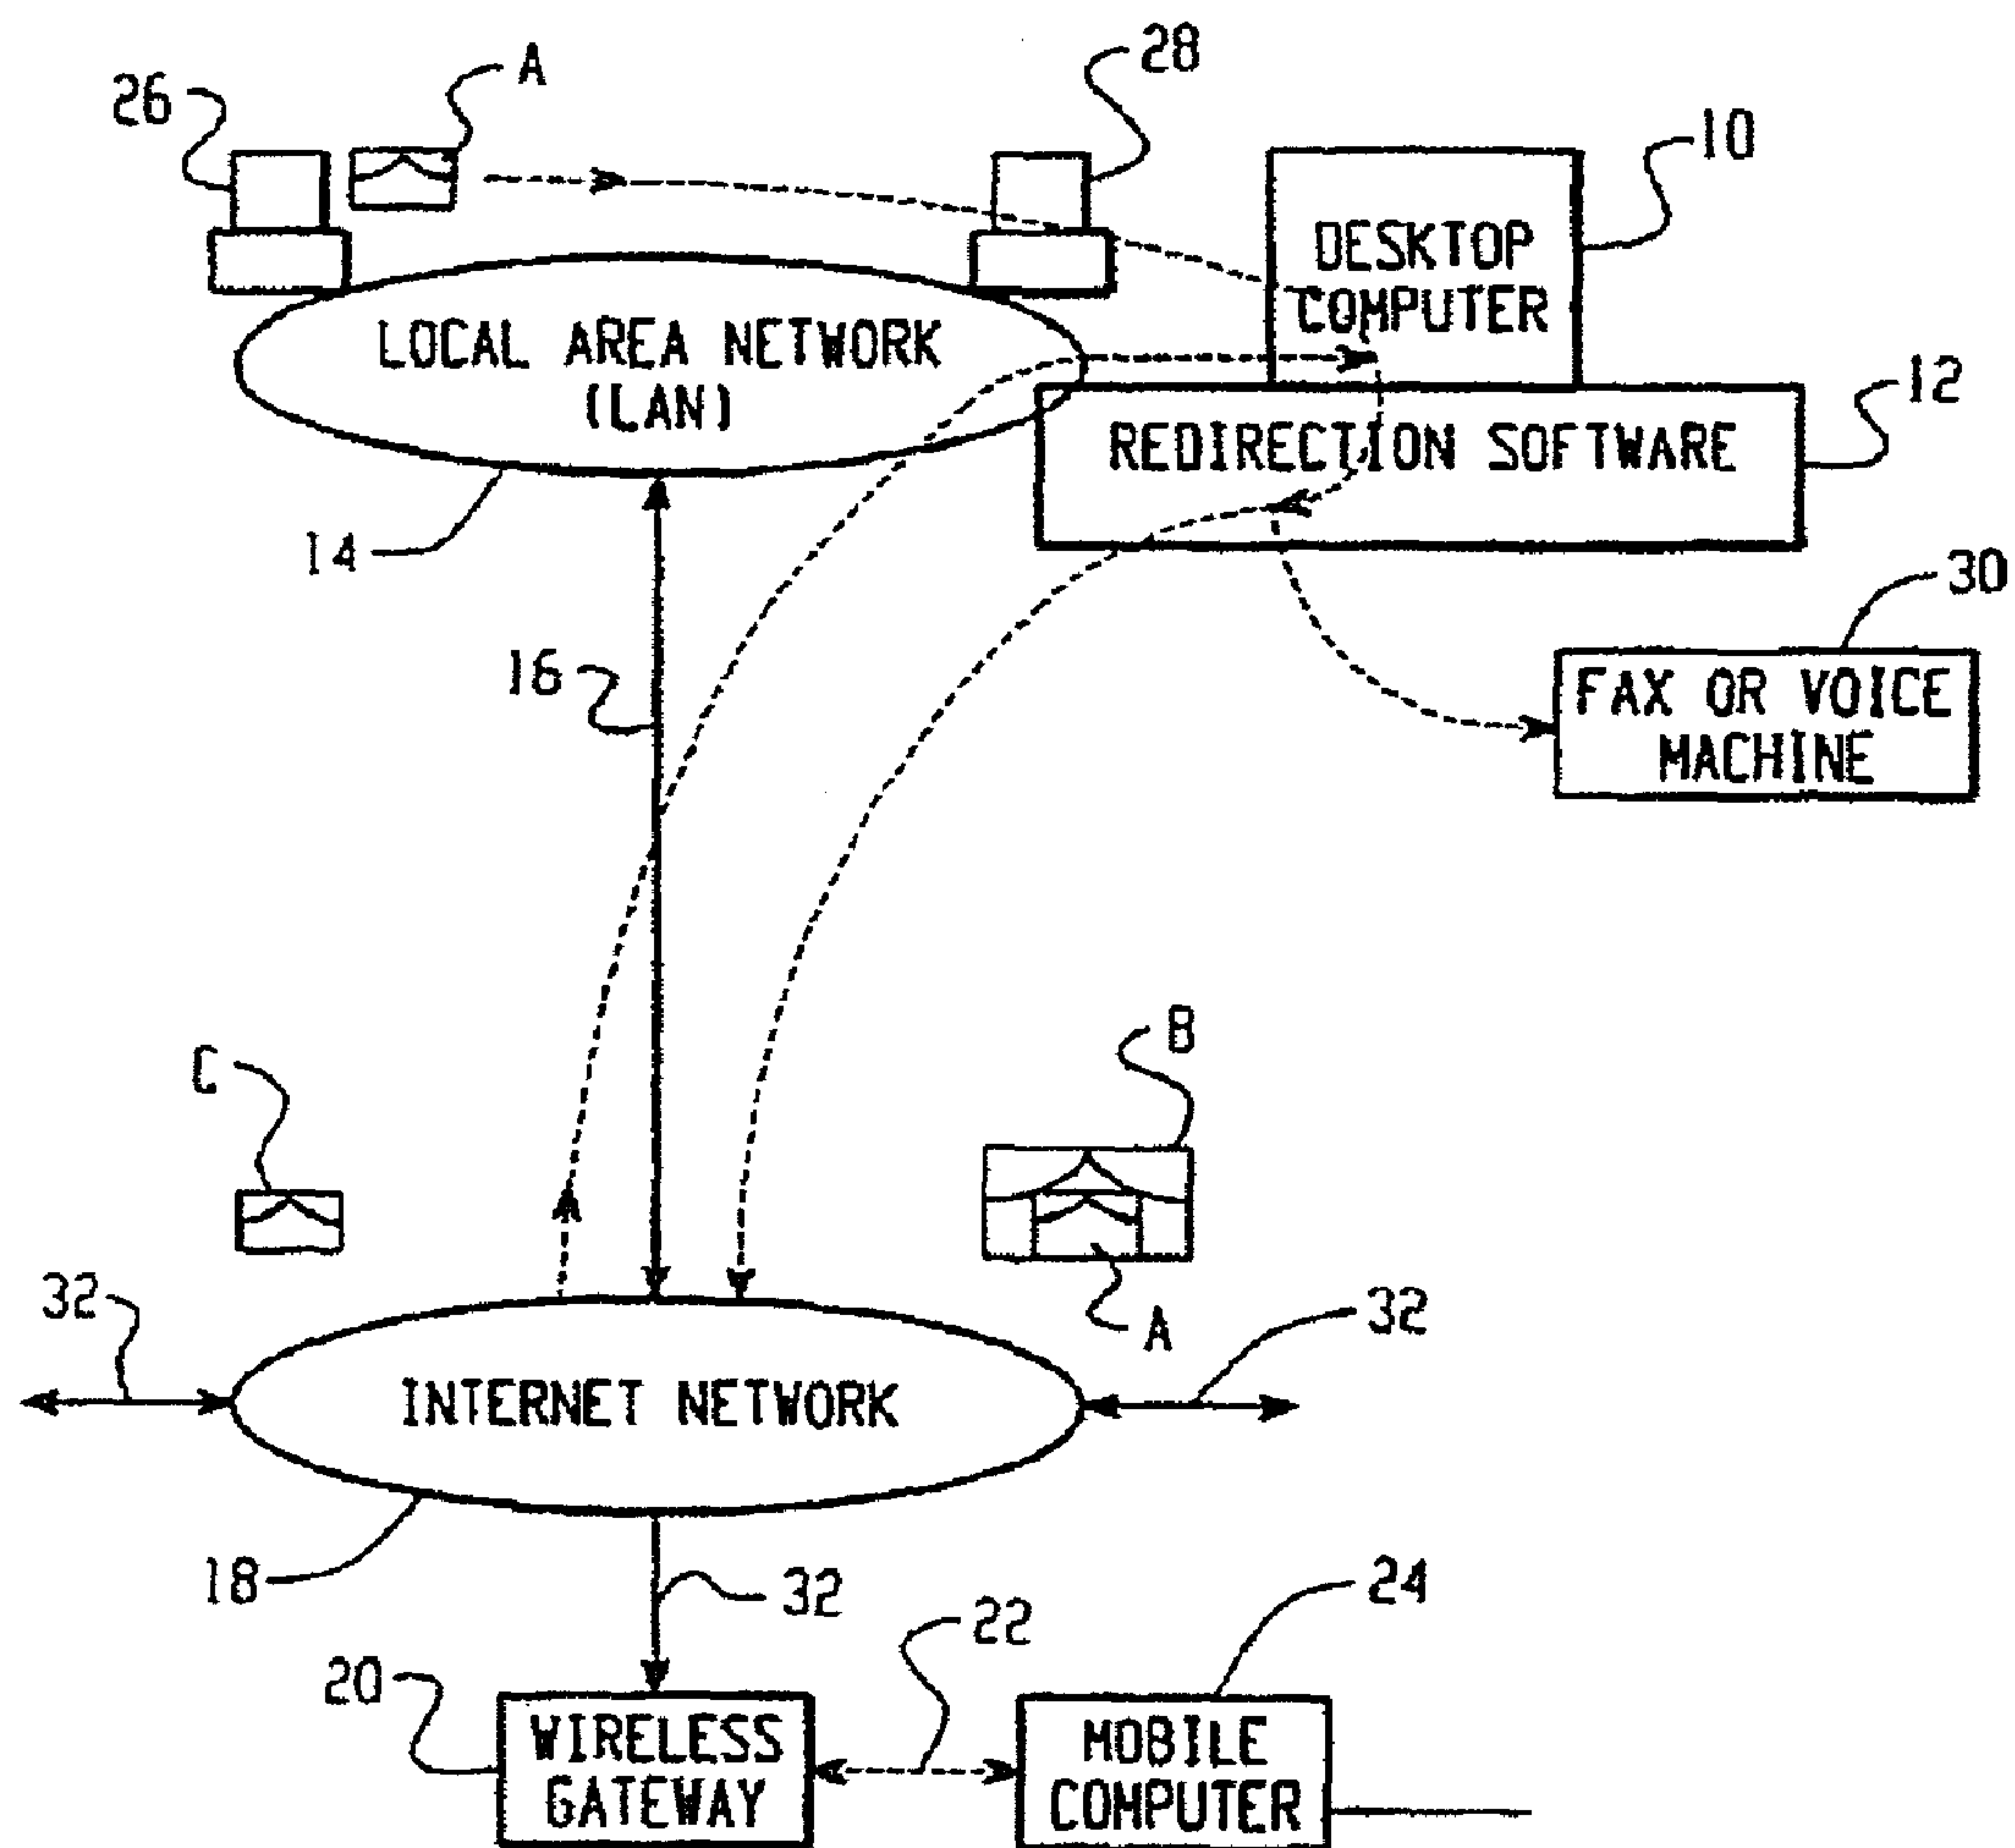 26
A
28
10
DESKTOP
COMPUTER
LOCAL AREA NETWORK
(LAN)
12
REDIRECTION SOFTWARE
14
30
16
FAX OR VOICE
MACHINE
C
B
32
A
32
INTERNET NETWORK
18
32
22
24
20
WIRELESS
GATEWAY
MOBILE
COMPUTER